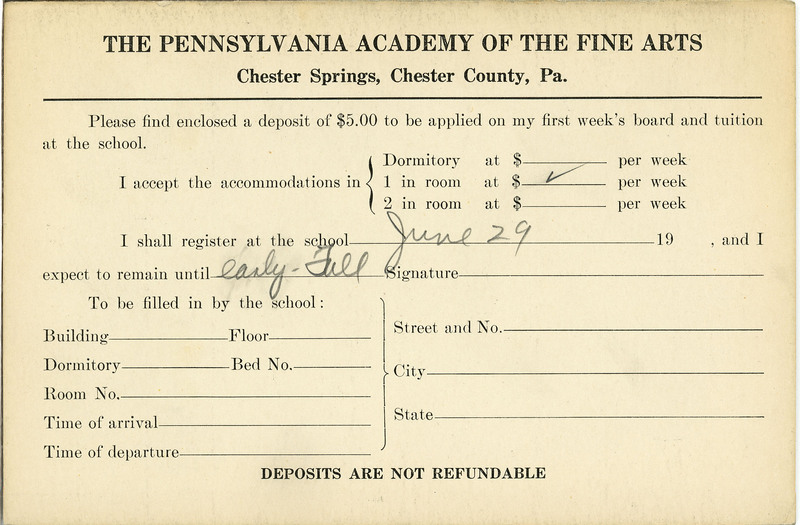 THE PENNSYLVANIA ACADEMY OF THE FINE ARTS
Chester Springs, Chester County, Pa.
Please find enclosed a deposit of $5.00 to be applied on my first week's board and tuition
at the school.
I accept the accommodations in
Dormitory at $ per week
1 in room at $ ✓ per week
2 in room at $ per week
I shall register at the school June 29 19 , and I
expect to remain until early-Fall Signature
To be filled in by the school:
Building Floor
Dormitory Bed No.
Room No.
Time of arrival
Time of departure
Street and No.
City
State
DEPOSITS ARE NOT REFUNDABLE